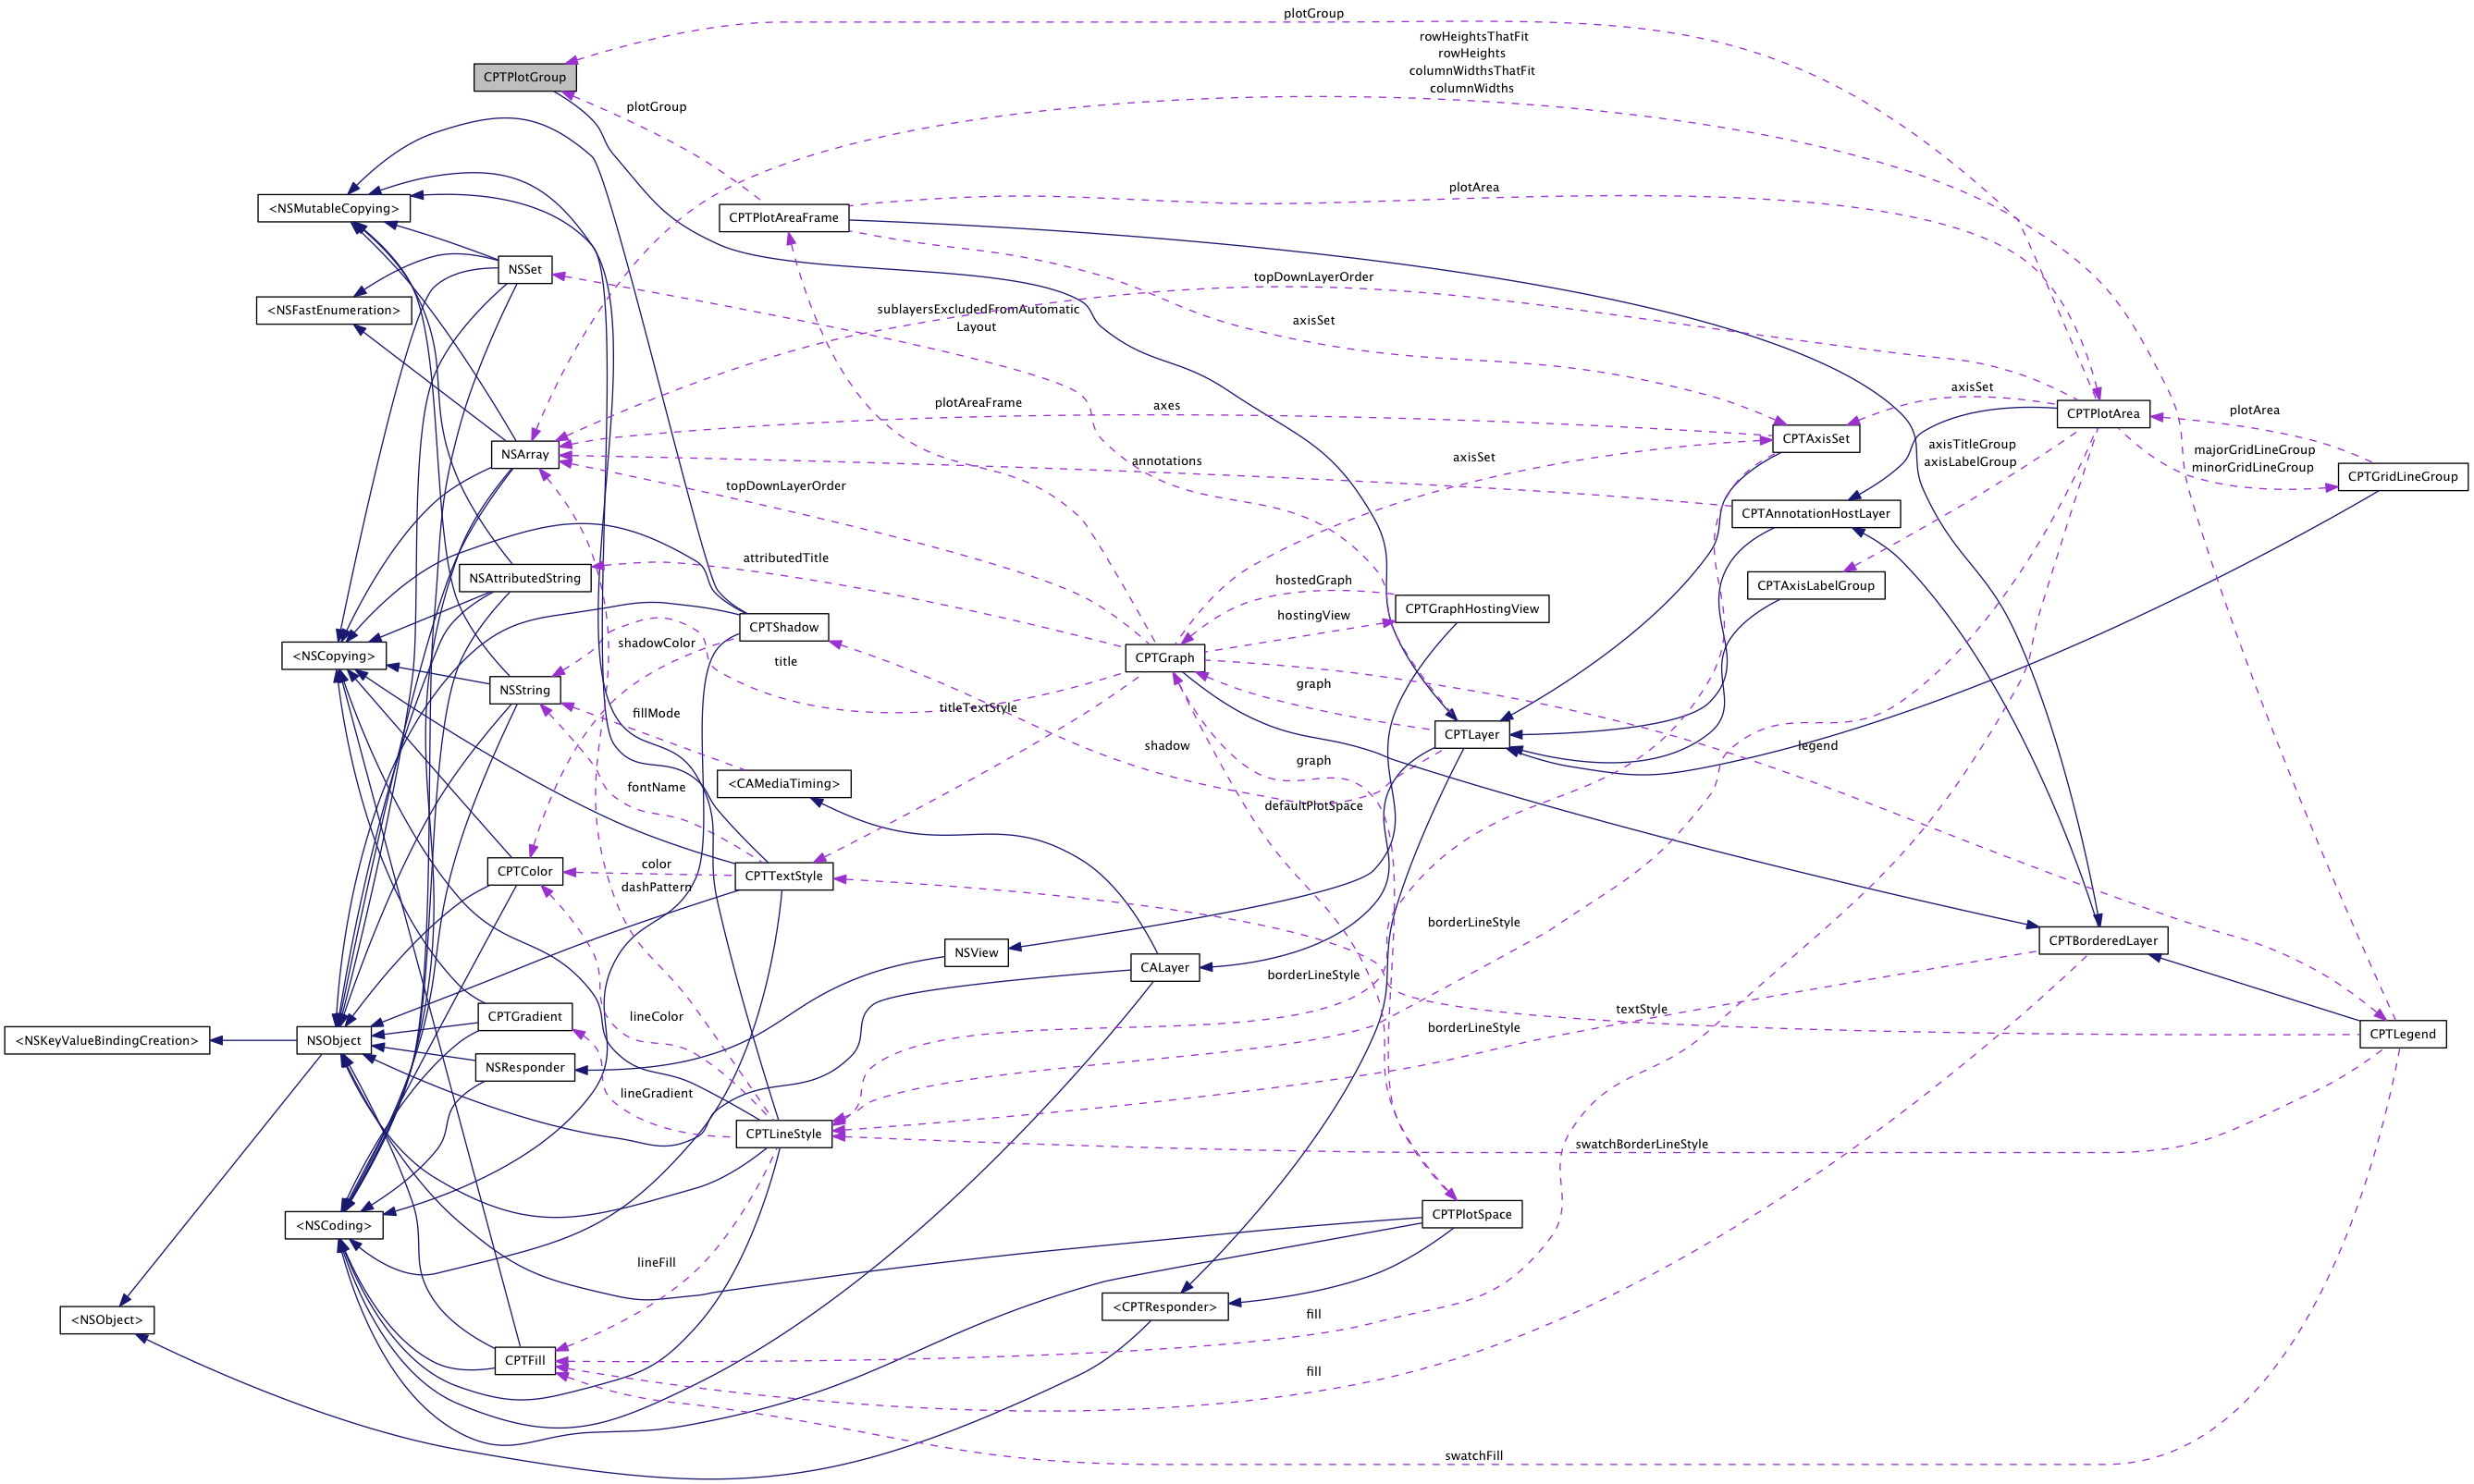 plotGroup
rowHeightsThatFit
rowHeights
columnWidthsThatFit
columnWidths
CPTPlotGroup
plotGroup
plotArea
<NSMutableCopying>
CPTPlotAreaFrame
NSSet
topDownLayerOrder
<NSFastEnumeration>
sublayersExcludedFromAutomatic
Layout
axisSet
axisSet
plotAreaFrame
axes
CPTPlotArea
plotArea
CPTAxisSet
axisTitleGroup
axisLabelGroup
majorGridLineGroup
minorGridLineGroup
NSArray
annotations
axisSet
CPTGridLineGroup
topDownLayerOrder
CPTAnnotationHostLayer
attributedTitle
NSAttributedString
hostedGraph
CPTAxisLabelGroup
CPTGraphHostingView
hostingView
CPTShadow
shadowColor
<NSCopying>
title
CPTGraph
graph
NSString
fillMode
titleTextStyle
CPTLayer
shadow
graph
legend
<CAMediaTiming>
fontName
defaultPlotSpace
color
CPTColor
CPTTextStyle
dashPattern
borderLineStyle
CPTBorderedLayer
NSView
CALayer
borderLineStyle
CPTGradient
lineColor
textStyle
borderLineStyle
<NSKeyValueBindingCreation>
NSObject
CPTLegend
NSResponder
lineGradient
CPTLineStyle
swatchBorderLineStyle
<NSCoding>
CPTPlotSpace
lineFill
<NSObject>
<CPTResponder>
fill
CPTFill
fill
swatchFill